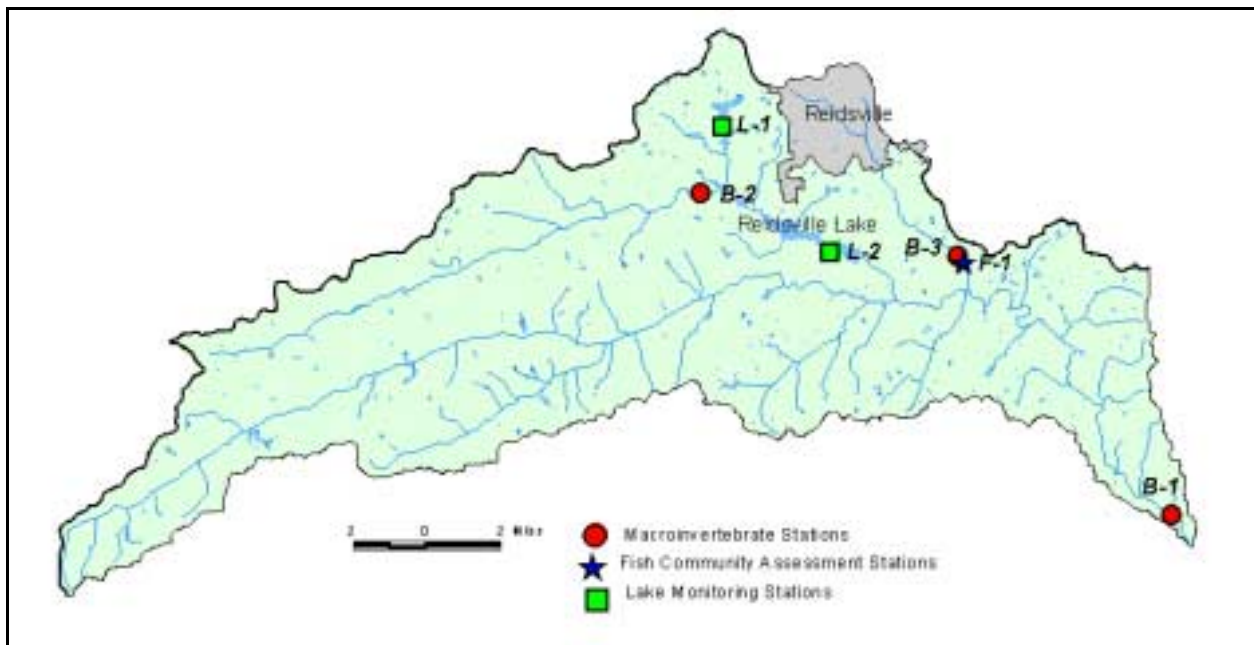 Reidsville
L-1
B-2
Reidsville Lake
L-2
B-3
F-1
B-1
2 0 2 Miles
Macroinvertebrate Stations
Fish Community Assessment Stations
Lake Monitoring Stations